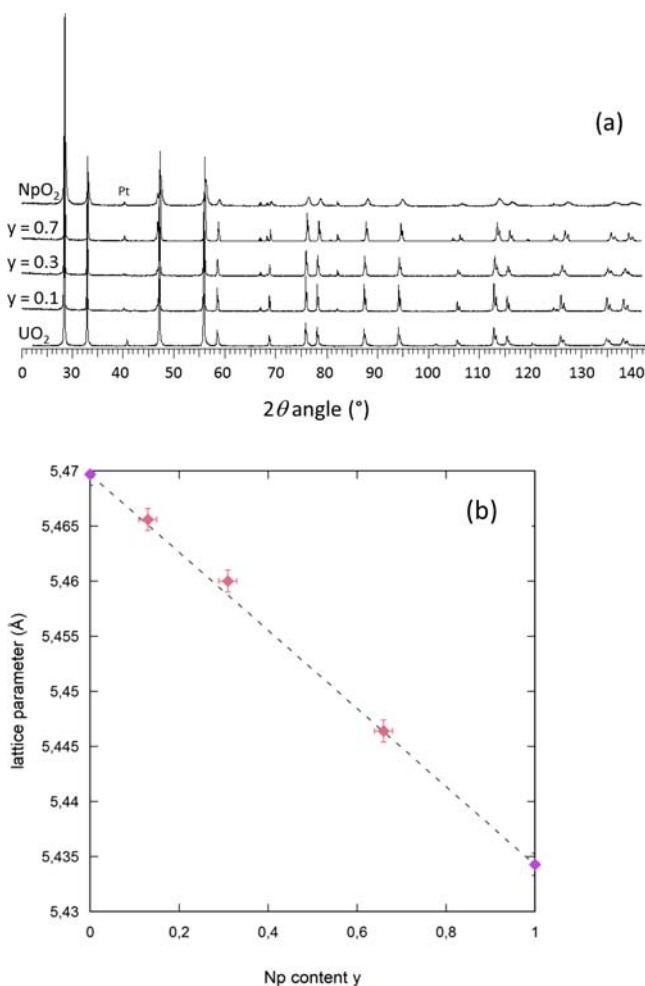 (a)
NpO₂
Pt
y = 0.7
y = 0.3
y = 0.1
UO₂
0 10 20 30 40 50 60 70 80 90 100 110 120 130 140
2θ angle (°)
5,47
(b)
5,465
5,46
5,455
5,45
5,445
5,44
5,435
5,43
lattice parameter (Å)
0 0,2 0,4 0,6 0,8 1
Np content y